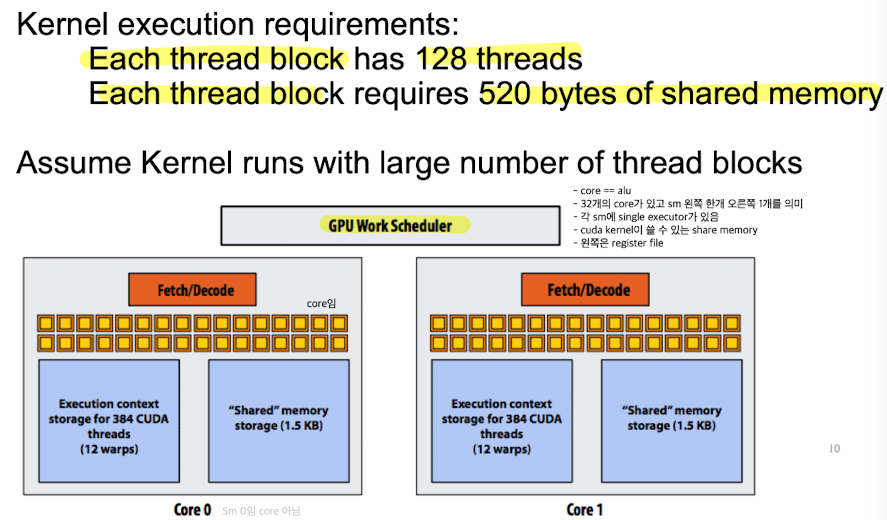 Kernel execution requirements:
Each thread block has 128 threads
Each thread block requires 520 bytes of shared memory
Assume Kernel runs with large number of thread blocks
- core == alu
- 32개의 core가 있고 sm 왼쪽 한개 오른쪽 1개를 의미
- 각 sm에 single executor가 있음
- cuda kernel이 쓸 수 있는 share memory
- 왼쪽은 register file
GPU Work Scheduler
Fetch/Decode
core임
Execution context
storage for 384 CUDA
threads
(12 warps)
"Shared" memory
storage (1.5 KB)
Core 0 Sm 0임 core 아님
Fetch/Decode
Execution context
storage for 384 CUDA
threads
(12 warps)
"Shared" memory
storage (1.5 KB)
Core 1
10